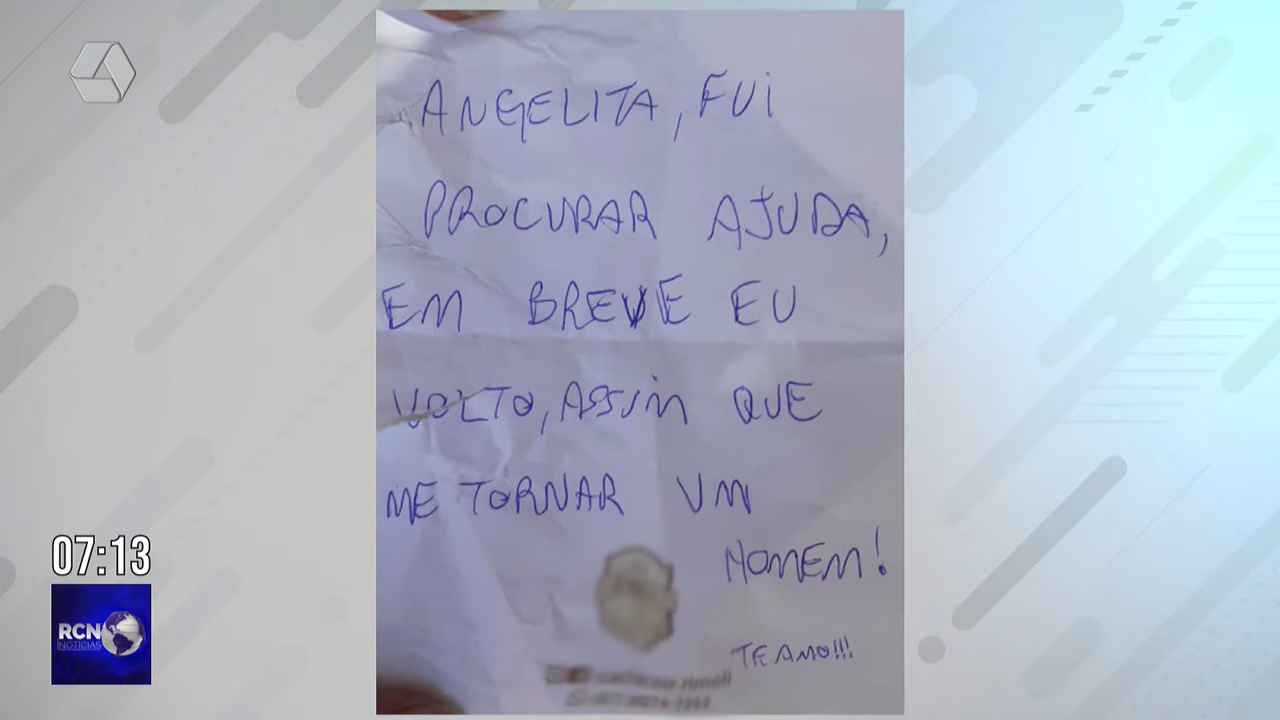 ANGELITA, FUi
PROCURAR AJUDA,
EM BREVE EU
VOLTO, ASSIM QUE
ME TORNAR UM
HOMEM!
TE AMO!!!
07:13
RCN
NOTÍCIAS